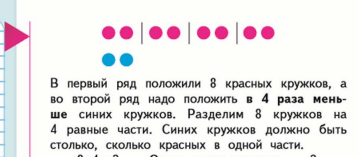 В первый ряд положили 8 красных кружков, а
во второй ряд надо положить в 4 раза мень-
ше синих кружков. Разделим 8 кружков на
4 равные части. Синих кружков должно быть
столько, сколько красных в одной части.